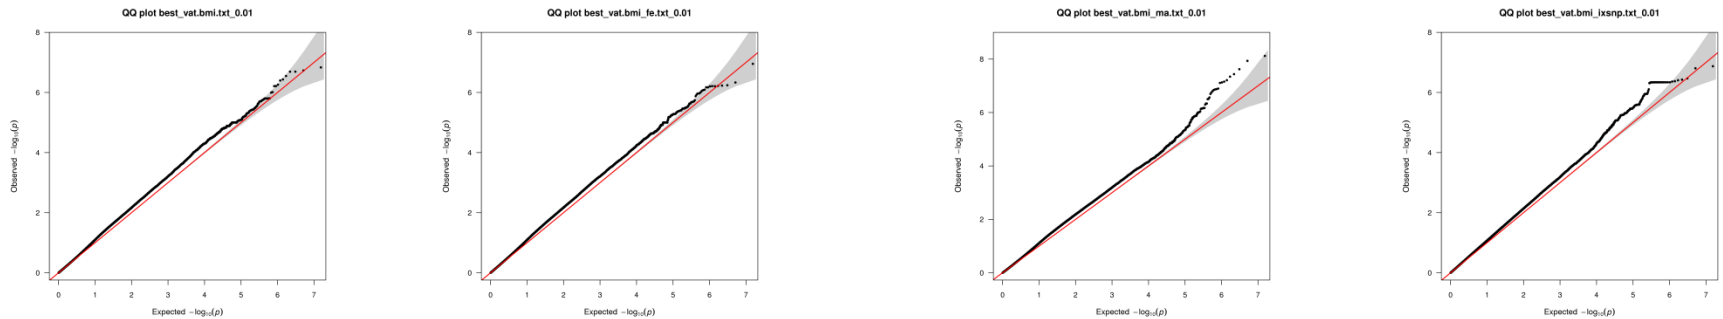 QQ plot best_vat.bmi.txt_0.01
Observed −log₁₀(p)
8
6
4
2
0
0 1 2 3 4 5 6 7
Expected −log₁₀(p)
QQ plot best_vat.bmi_fe.txt_0.01
Observed −log₁₀(p)
8
6
4
2
0
0 1 2 3 4 5 6 7
Expected −log₁₀(p)
QQ plot best_vat.bmi_ma.txt_0.01
Observed −log₁₀(p)
8
6
4
2
0
0 1 2 3 4 5 6 7
Expected −log₁₀(p)
QQ plot best_vat.bmi_ixsnp.txt_0.01
Observed −log₁₀(p)
8
6
4
2
0
0 1 2 3 4 5 6 7
Expected −log₁₀(p)